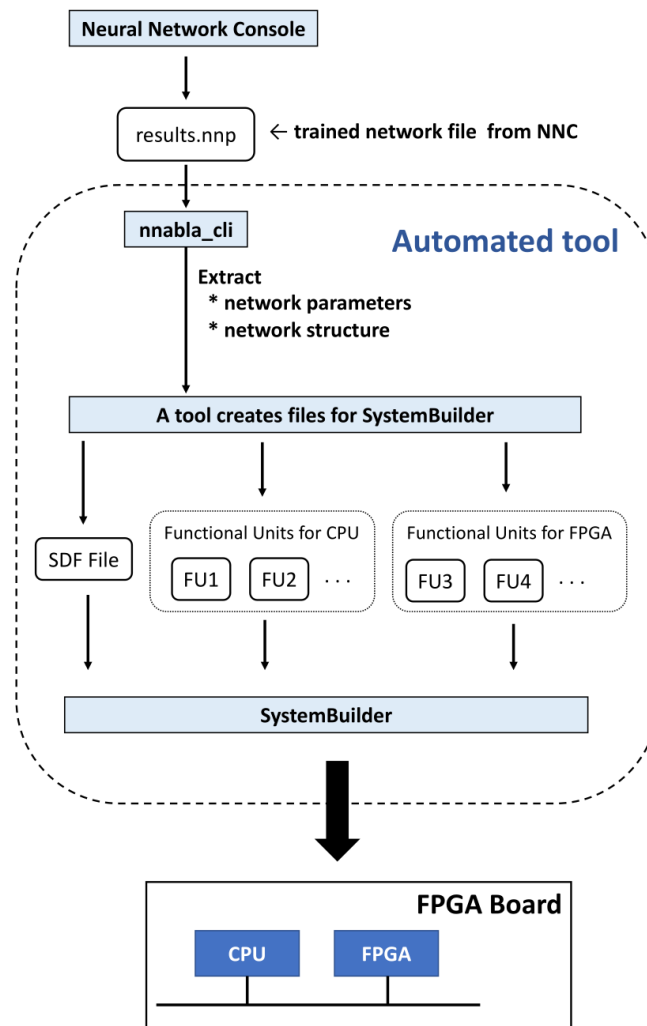 Neural Network Console
results.nnp
← trained network file from NNC
nnabla_cli
Automated tool
Extract
* network parameters
* network structure
A tool creates files for SystemBuilder
SDF File
Functional Units for CPU
FU1 FU2 . . .
Functional Units for FPGA
FU3 FU4 . . .
SystemBuilder
FPGA Board
CPU
FPGA